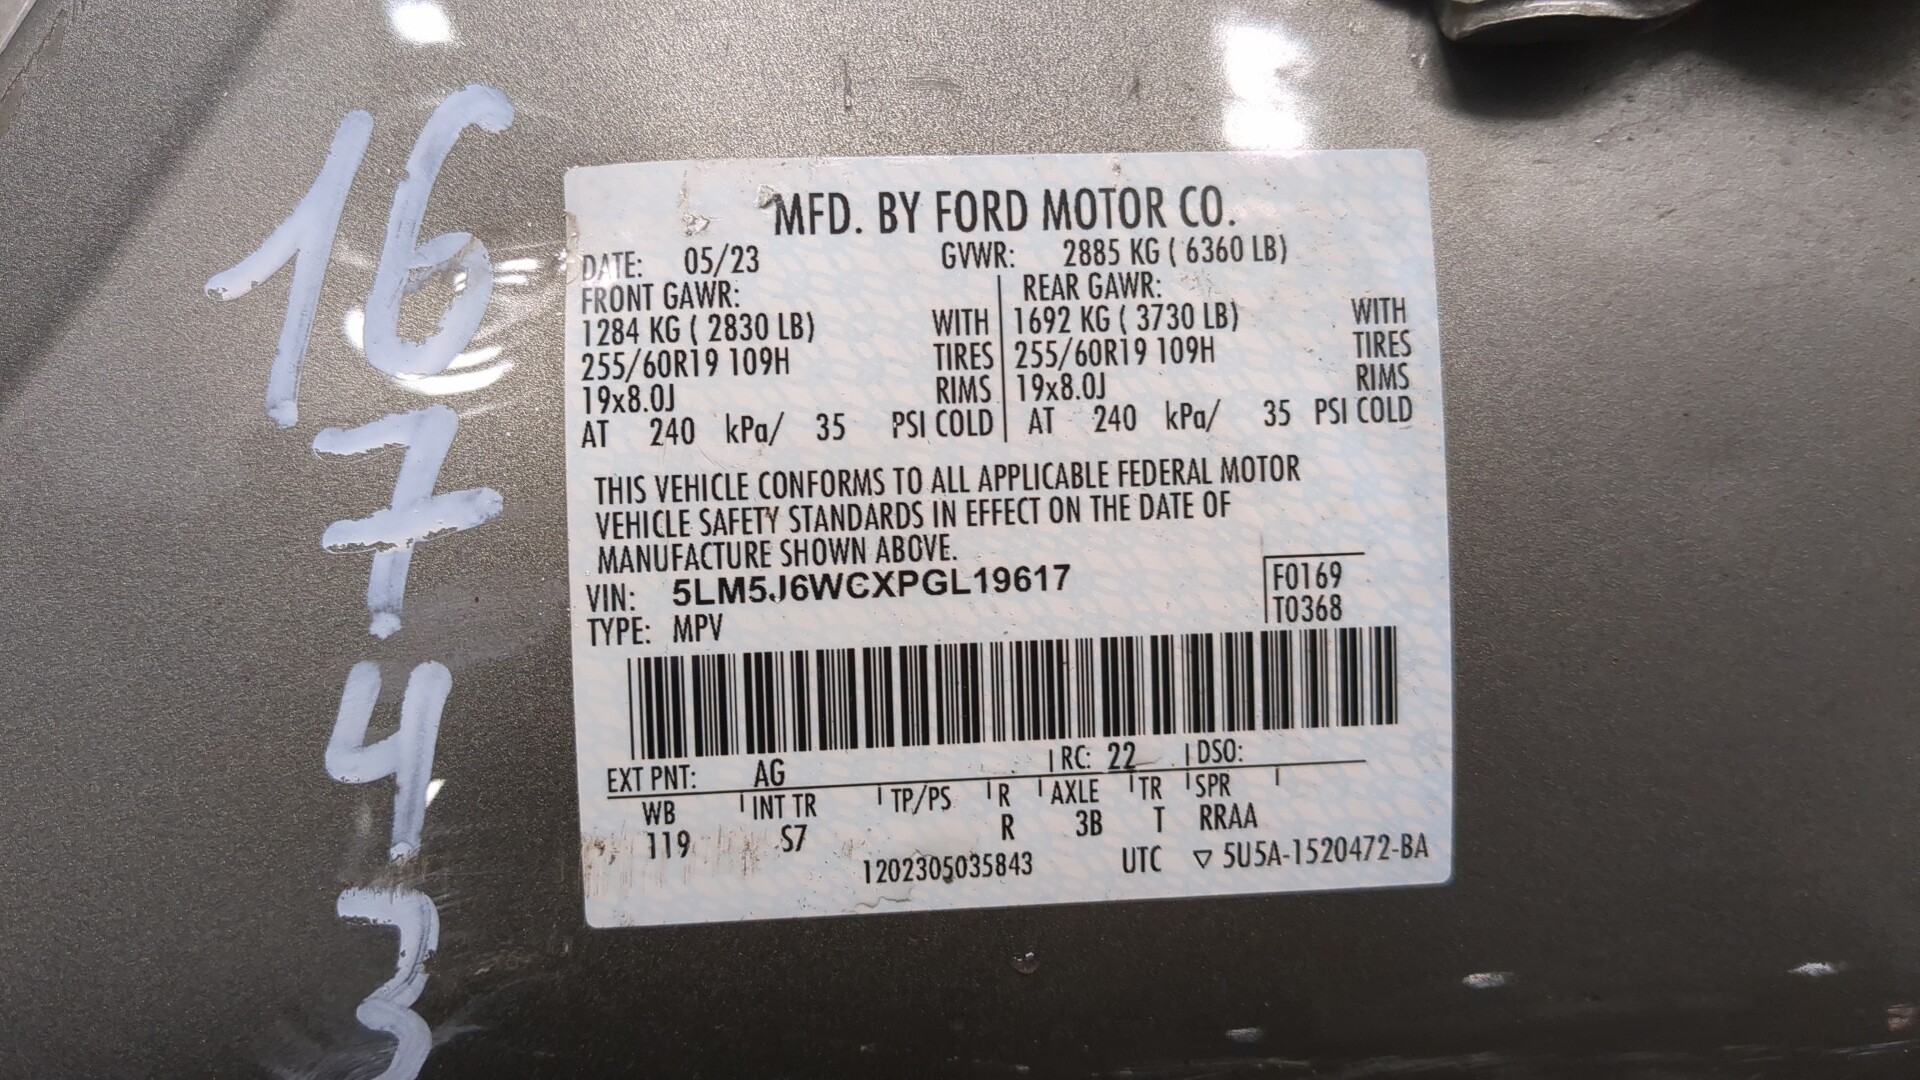 16
7
4
3
MFD. BY FORD MOTOR CO.
DATE: 05/23 GVWR: 2885 KG ( 6360 LB)
FRONT GAWR: REAR GAWR:
1284 KG ( 2830 LB) WITH 1692 KG ( 3730 LB) WITH
255/60R19 109H TIRES 255/60R19 109H TIRES
19x8.0J RIMS 19x8.0J RIMS
AT 240 kPa/ 35 PSI COLD AT 240 kPa/ 35 PSI COLD
THIS VEHICLE CONFORMS TO ALL APPLICABLE FEDERAL MOTOR
VEHICLE SAFETY STANDARDS IN EFFECT ON THE DATE OF
MANUFACTURE SHOWN ABOVE.
VIN: 5LM5J6WCXPGL19617 F0169
TYPE: MPV T0368
EXT PNT: AG RC: 22 DSO:
WB INT TR TP/PS R AXLE TR SPR
119 S7 R 3B T RRAA
1202305035843 UTC ▽ 5U5A-1520472-BA